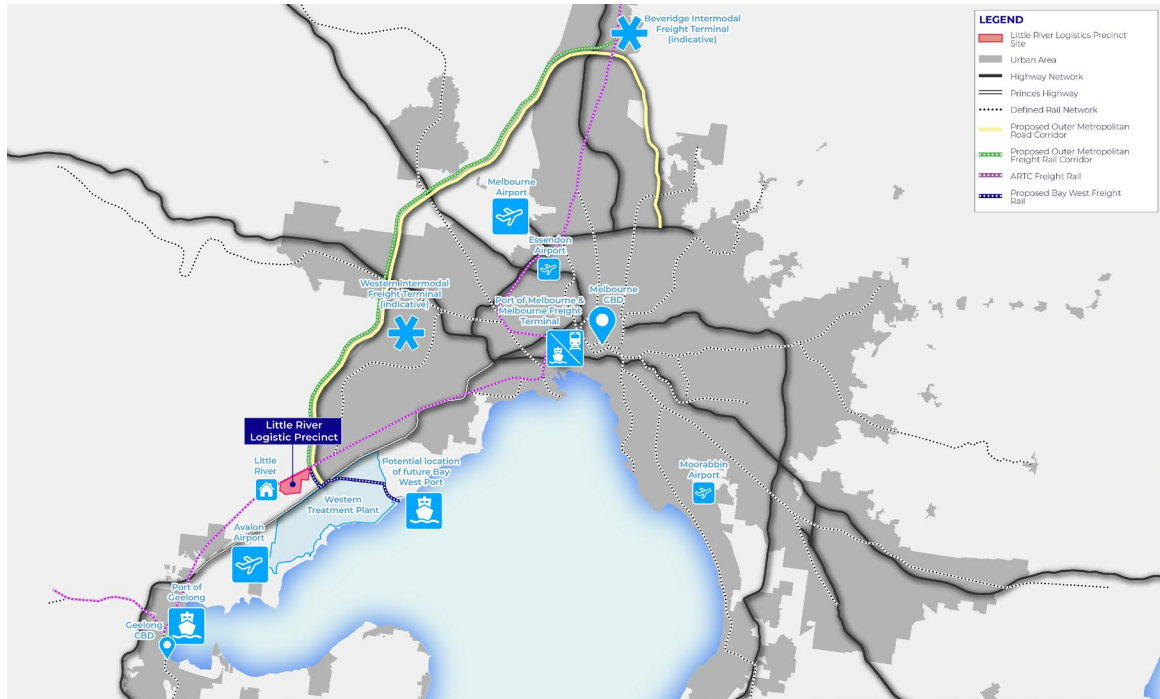 Beveridge Intermodal
Freight Terminal
(indicative)
LEGEND
Little River Logistics Precinct
Site
Urban Area
Highway Network
Princes Highway
Defined Rail Network
Proposed Outer Metropolitan
Road Corridor
Proposed Outer Metropolitan
Freight Rail Corridor
ARTC Freight Rail
Proposed Bay West Freight
Rail
Melbourne
Airport
Essendon
Airport
Western Intermodal
Freight Terminal
(indicative)
Port of Melbourne &
Melbourne Freight
Terminal
Melbourne
CBD
Little River
Logistic Precinct
Little
River
Potential location
of future Bay
West Port
Moorabbin
Airport
Western
Treatment Plant
Avalon
Airport
Port of
Geelong
Geelong
CBD